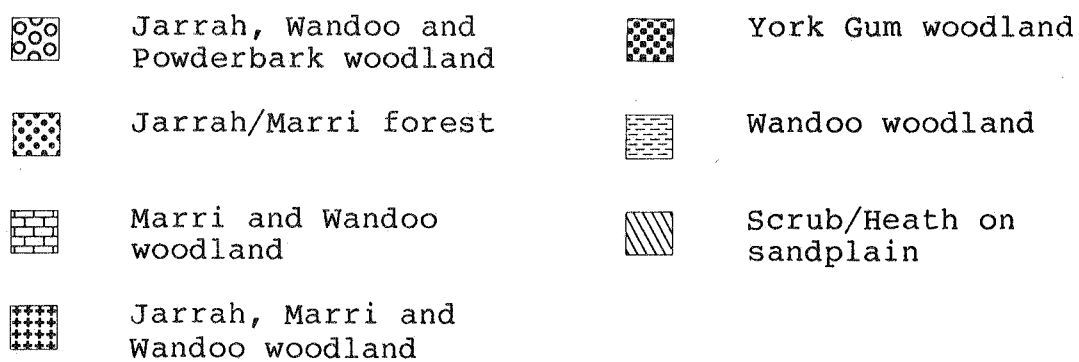 Jarrah, Wandoo and
Powderbark woodland
Jarrah/Marri forest
Marri and Wandoo
woodland
Jarrah, Marri and
Wandoo woodland
York Gum woodland
Wandoo woodland
Scrub/Heath on
sandplain